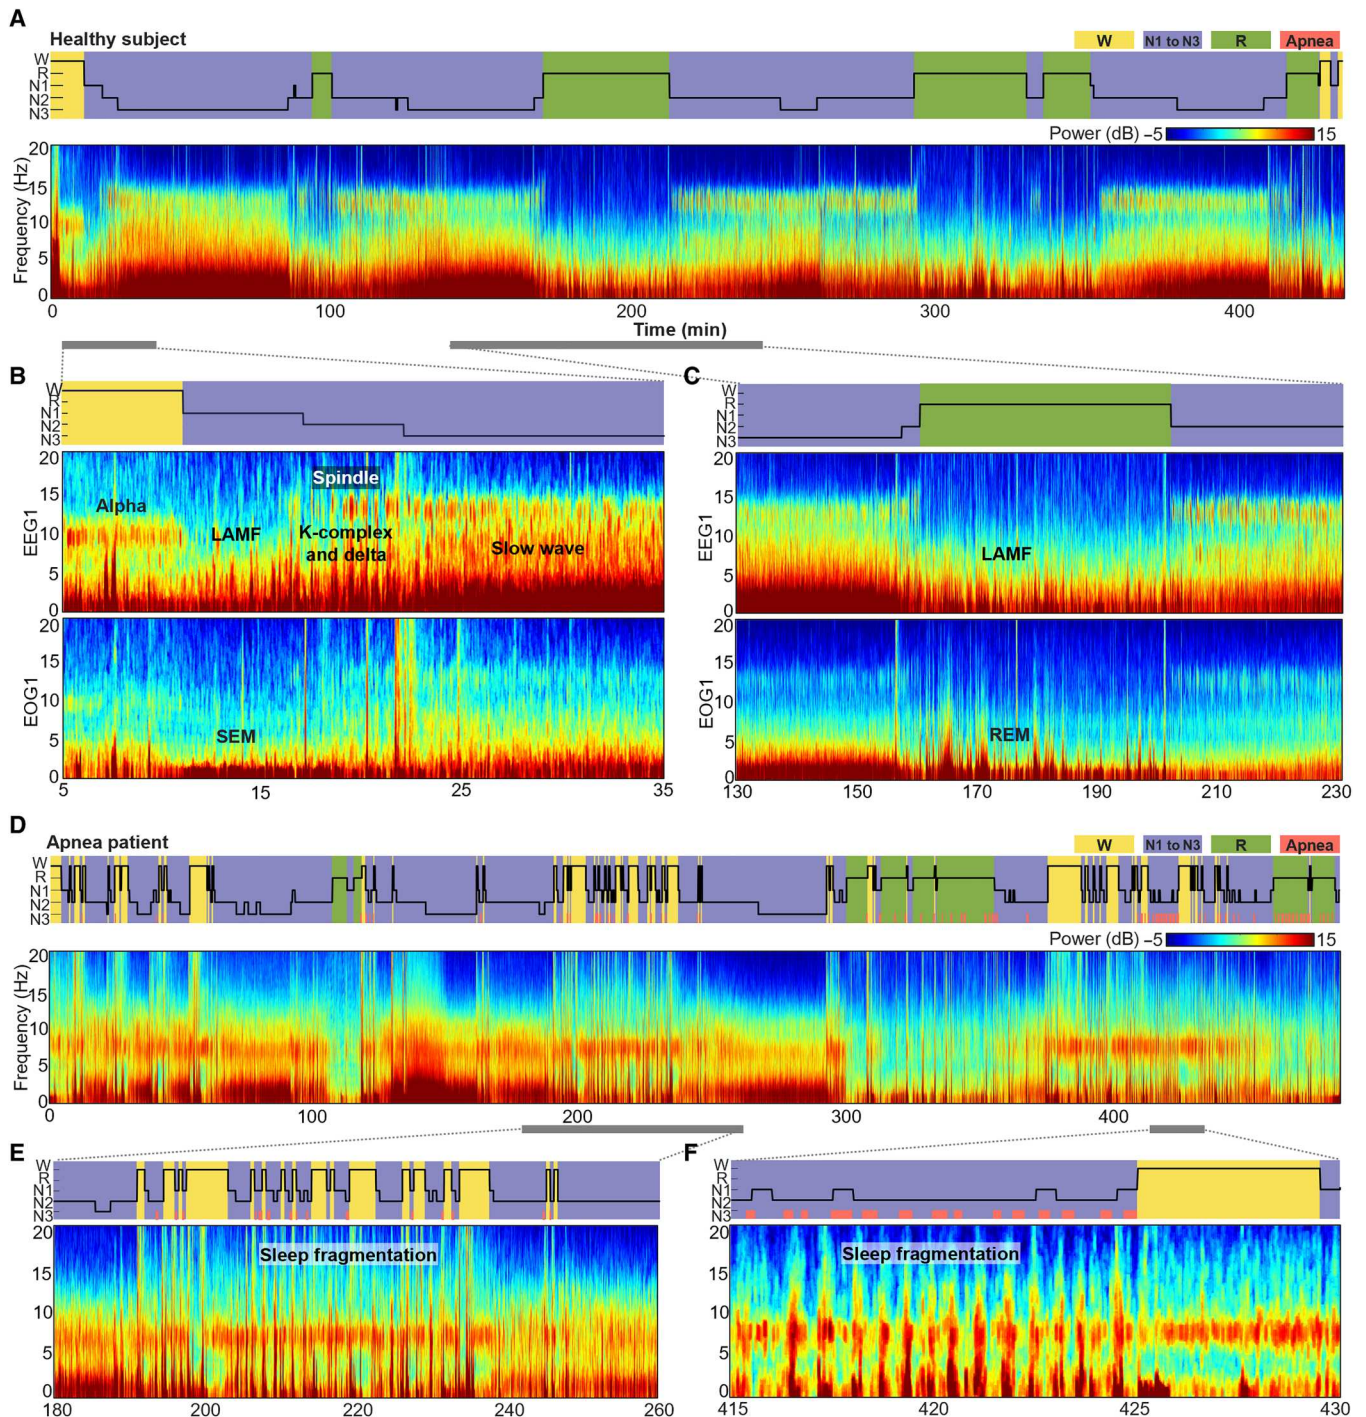 A
Healthy subject
W N1 to N3 R Apnea
W
R
N1
N2
N3
Power (dB) –5 15
Frequency (Hz)
20
15
10
5
0
0 100 200 300 400
Time (min)
B
W
R
N1
N2
N3
EEG1
20
15
10
5
0
Spindle
Alpha
LAMF
K-complex
and delta
Slow wave
EOG1
20
15
10
5
0
SEM
5 15 25 35
C
W
R
N1
N2
N3
EEG1
20
15
10
5
0
LAMF
EOG1
20
15
10
5
0
REM
130 150 170 190 210 230
D
Apnea patient
W N1 to N3 R Apnea
W
R
N1
N2
N3
Power (dB) –5 15
Frequency (Hz)
20
15
10
5
0
0 100 200 300 400
E
W
R
N1
N2
N3
20
15
10
5
0
Sleep fragmentation
180 200 220 240 260
F
W
R
N1
N2
N3
20
15
10
5
0
Sleep fragmentation
415 420 425 430